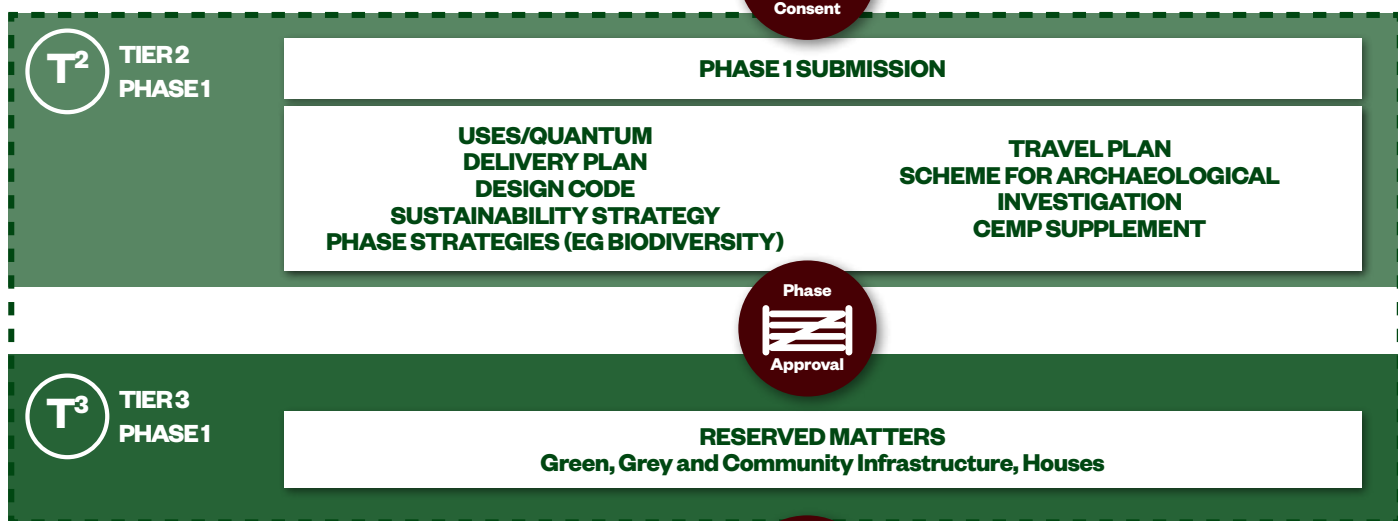 Consent
T²
TIER 2
PHASE 1
PHASE 1 SUBMISSION
USES/QUANTUM
DELIVERY PLAN
DESIGN CODE
SUSTAINABILITY STRATEGY
PHASE STRATEGIES (EG BIODIVERSITY)
TRAVEL PLAN
SCHEME FOR ARCHAEOLOGICAL
INVESTIGATION
CEMP SUPPLEMENT
Phase
Approval
T³
TIER 3
PHASE 1
RESERVED MATTERS
Green, Grey and Community Infrastructure, Houses